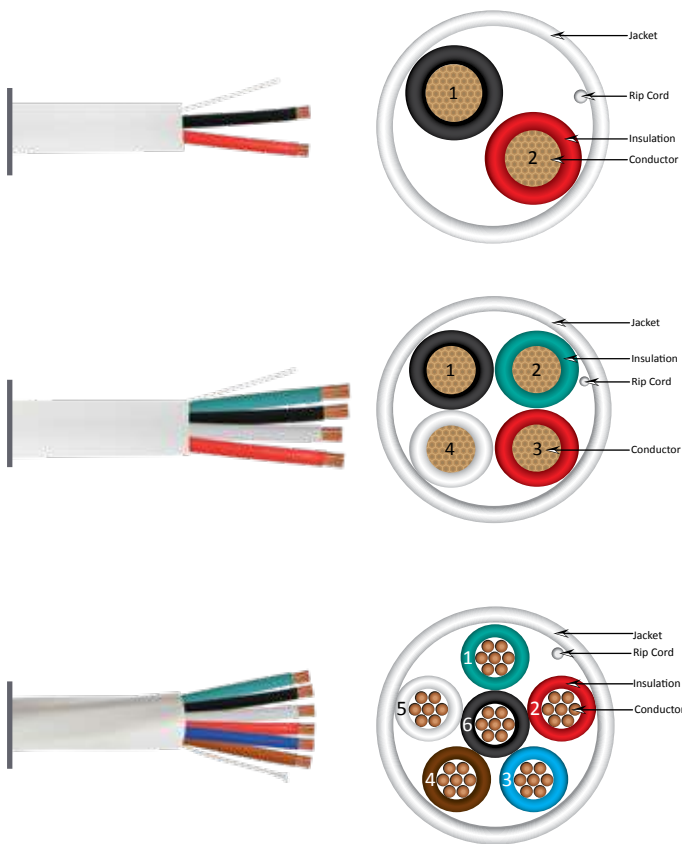 Jacket
1
Rip Cord
Insulation
2
Conductor
Jacket
Insulation
1
2
Rip Cord
4
3
Conductor
Jacket
1
Rip Cord
Insulation
5
2
Conductor
6
4
3